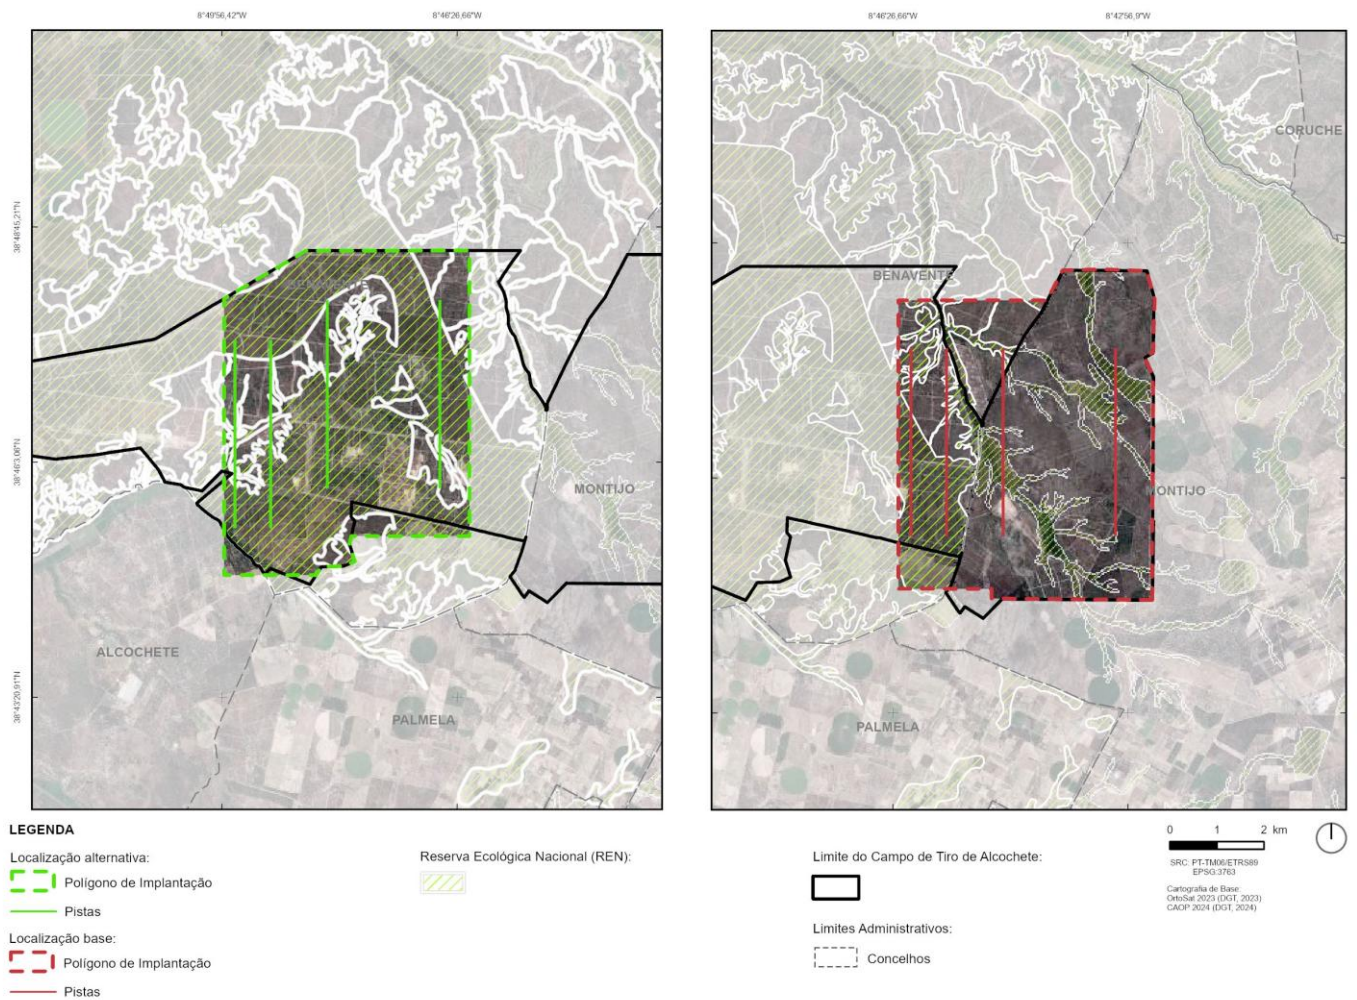 8°49'56,42"W
8°46'26,66"W
8°46'26,66"W
8°42'56,9"W
38°48'45,21"N
38°46'3,06"N
38°43'20,91"N
BENAVENTE
MONTIJO
ALCOCHETE
PALMELA
CORUCHE
BENAVENTE
MONTIJO
PALMELA
LEGENDA
Localização alternativa:
Polígono de Implantação
Pistas
Localização base:
Polígono de Implantação
Pistas
Reserva Ecológica Nacional (REN):
Limite do Campo de Tiro de Alcochete:
Limites Administrativos:
Concelhos
0 1 2 km
SRC: PT-TM06/ETRS89
EPSG:3763
Cartografia de Base:
OrtoSat 2023 (DGT, 2023)
CAOP 2024 (DGT, 2024)